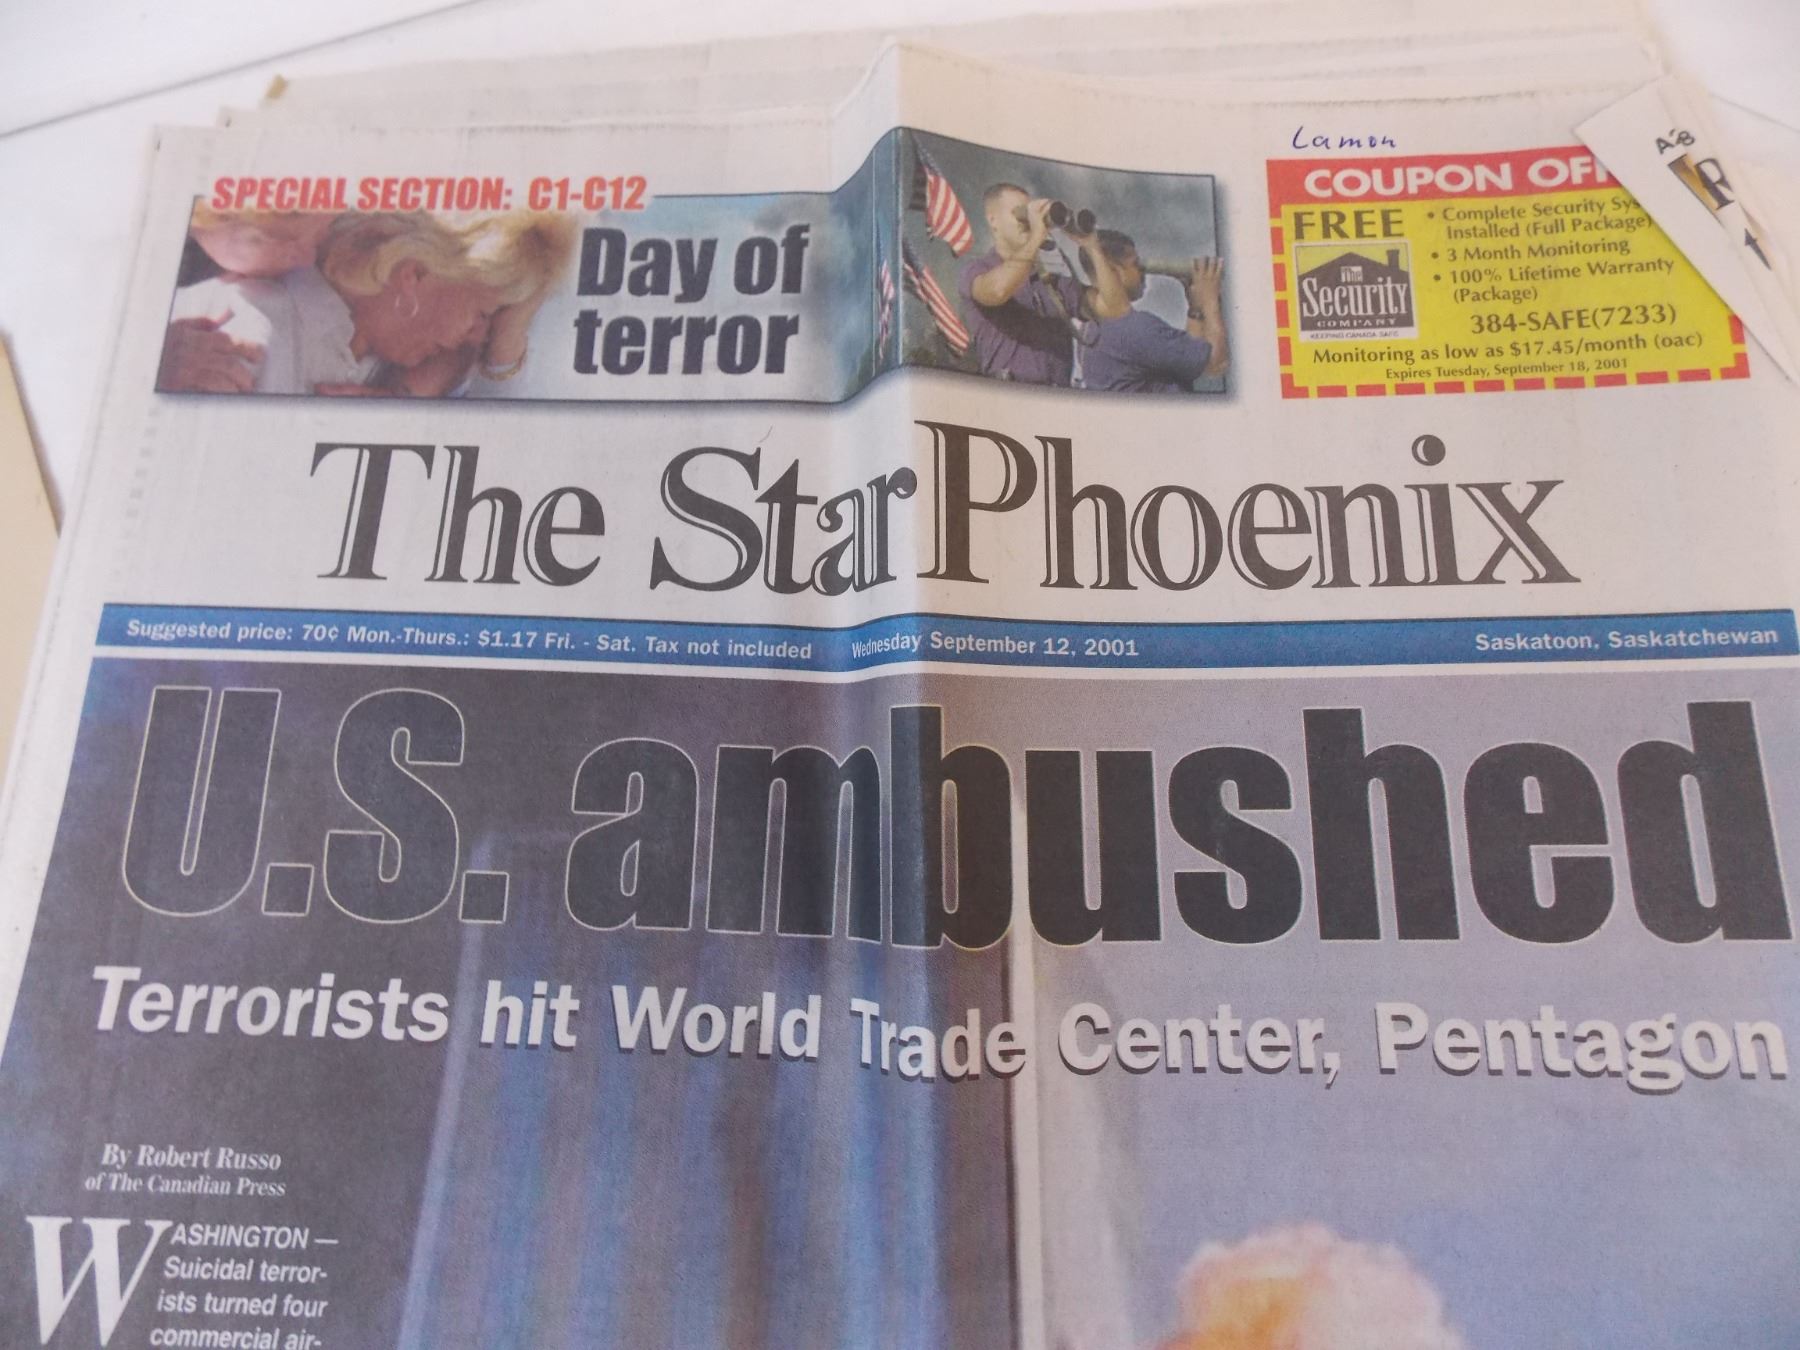 Lamon
SPECIAL SECTION: C1-C12
Day of
terror
COUPON
FREE
• Complete Security
Installed (Full Package)
• 3 Month Monitoring
• 100% Lifetime Warranty
(Package)
The
Security
COMPANY
KEEPING CANADA SAFE
384-SAFE(7233)
Monitoring as low as $17.45/month (oac)
Expires Tuesday, September 18, 2001
A-B
The StarPhoenix
Suggested price: 70¢ Mon.-Thurs.: $1.17 Fri. - Sat. Tax not included Wednesday September 12, 2001 Saskatoon, Saskatchewan
U.S. ambushed
Terrorists hit World Trade Center, Pentagon
By Robert Russo
of The Canadian Press
WASHINGTON —
Suicidal terror-
ists turned four
commercial air-